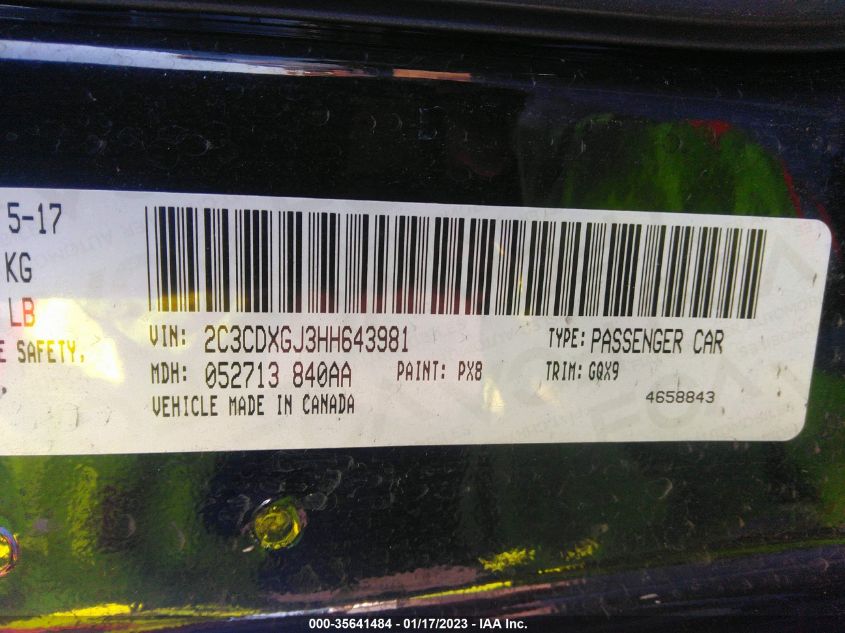 5-17
KG
LB
E SAFETY,
VIN: 2C3CDXGJ3HH643981 TYPE: PASSENGER CAR
MDH: 052713 840AA PAINT: PX8 TRIM: GQX9
VEHICLE MADE IN CANADA 4658843
000-35641484 - 01/17/2023 - IAA Inc.